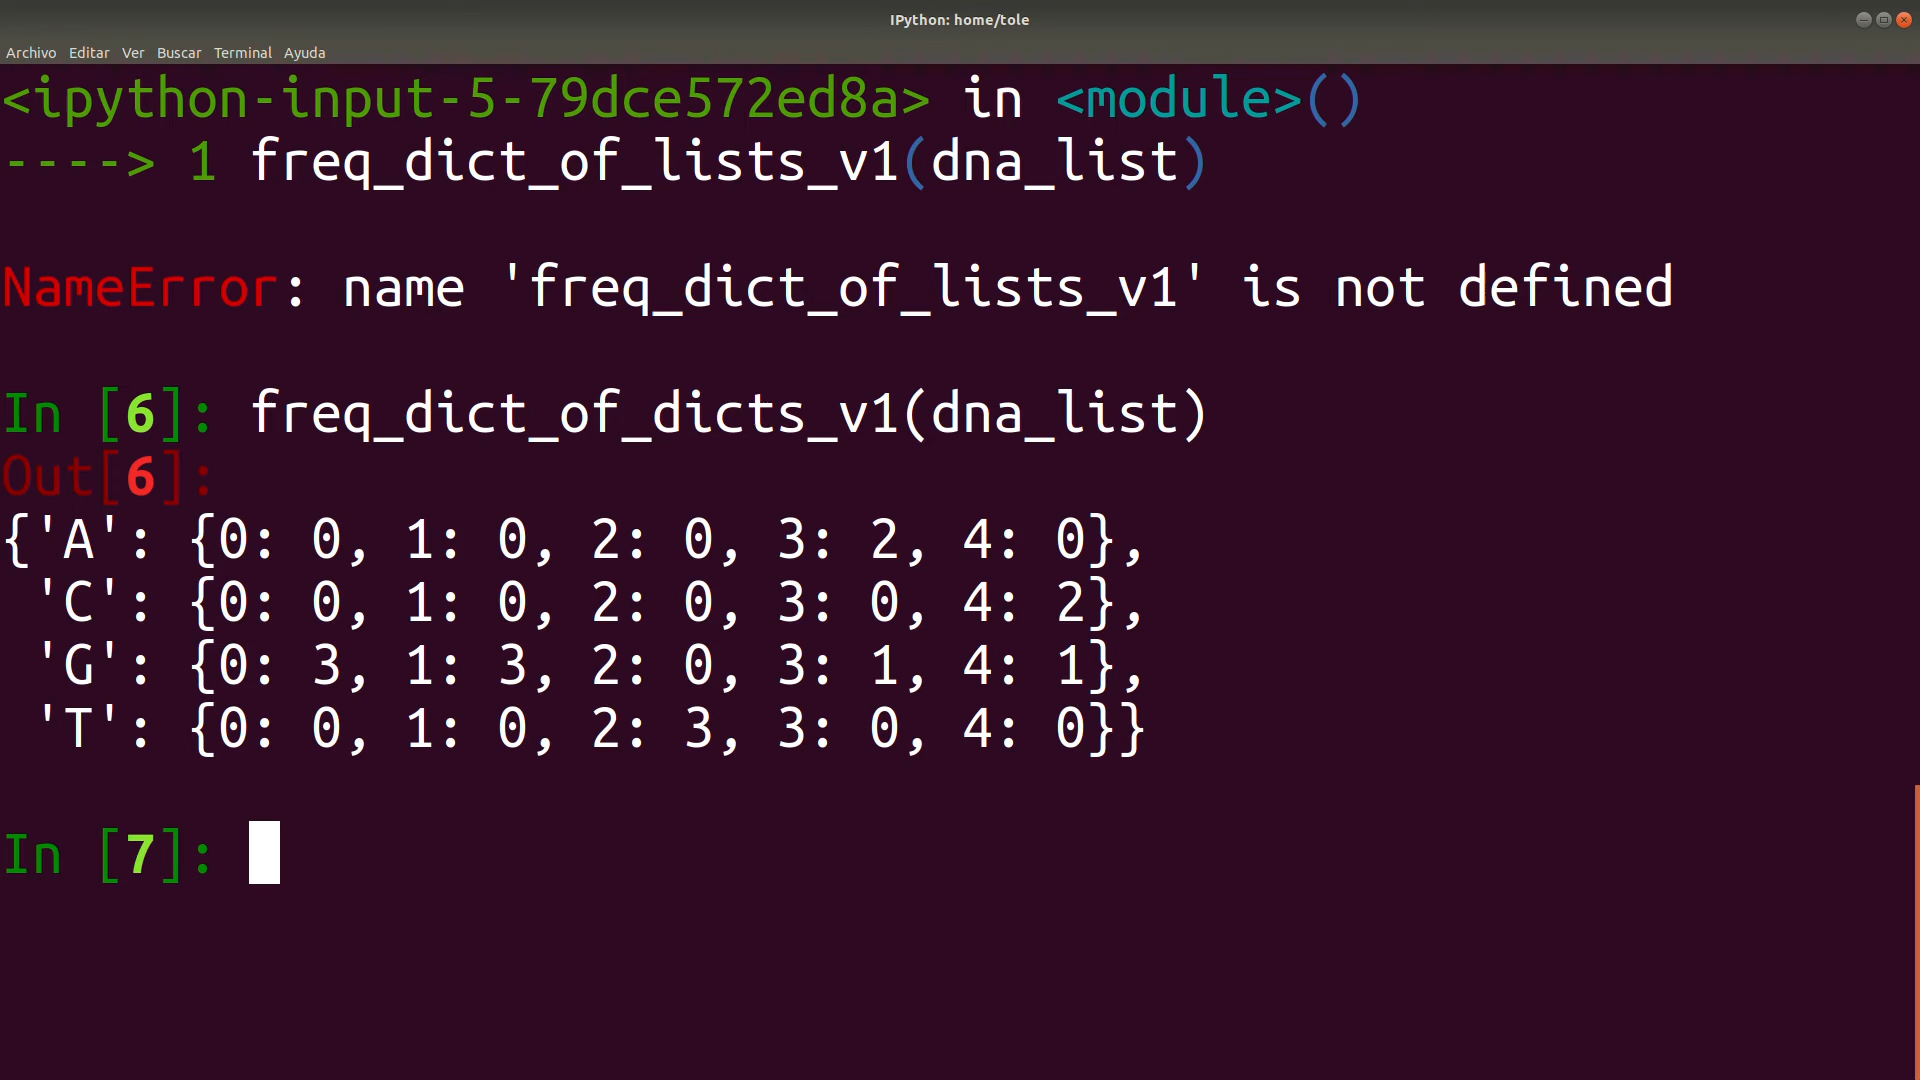 IPython: home/tole
Archivo Editar Ver Buscar Terminal Ayuda
<ipython-input-5-79dce572ed8a> in <module>()
----> 1 freq_dict_of_lists_v1(dna_list)
NameError: name 'freq_dict_of_lists_v1' is not defined
In [6]: freq_dict_of_dicts_v1(dna_list)
Out[6]:
{'A': {0: 0, 1: 0, 2: 0, 3: 2, 4: 0},
 'C': {0: 0, 1: 0, 2: 0, 3: 0, 4: 2},
 'G': {0: 3, 1: 3, 2: 0, 3: 1, 4: 1},
 'T': {0: 0, 1: 0, 2: 3, 3: 0, 4: 0}}
In [7]: